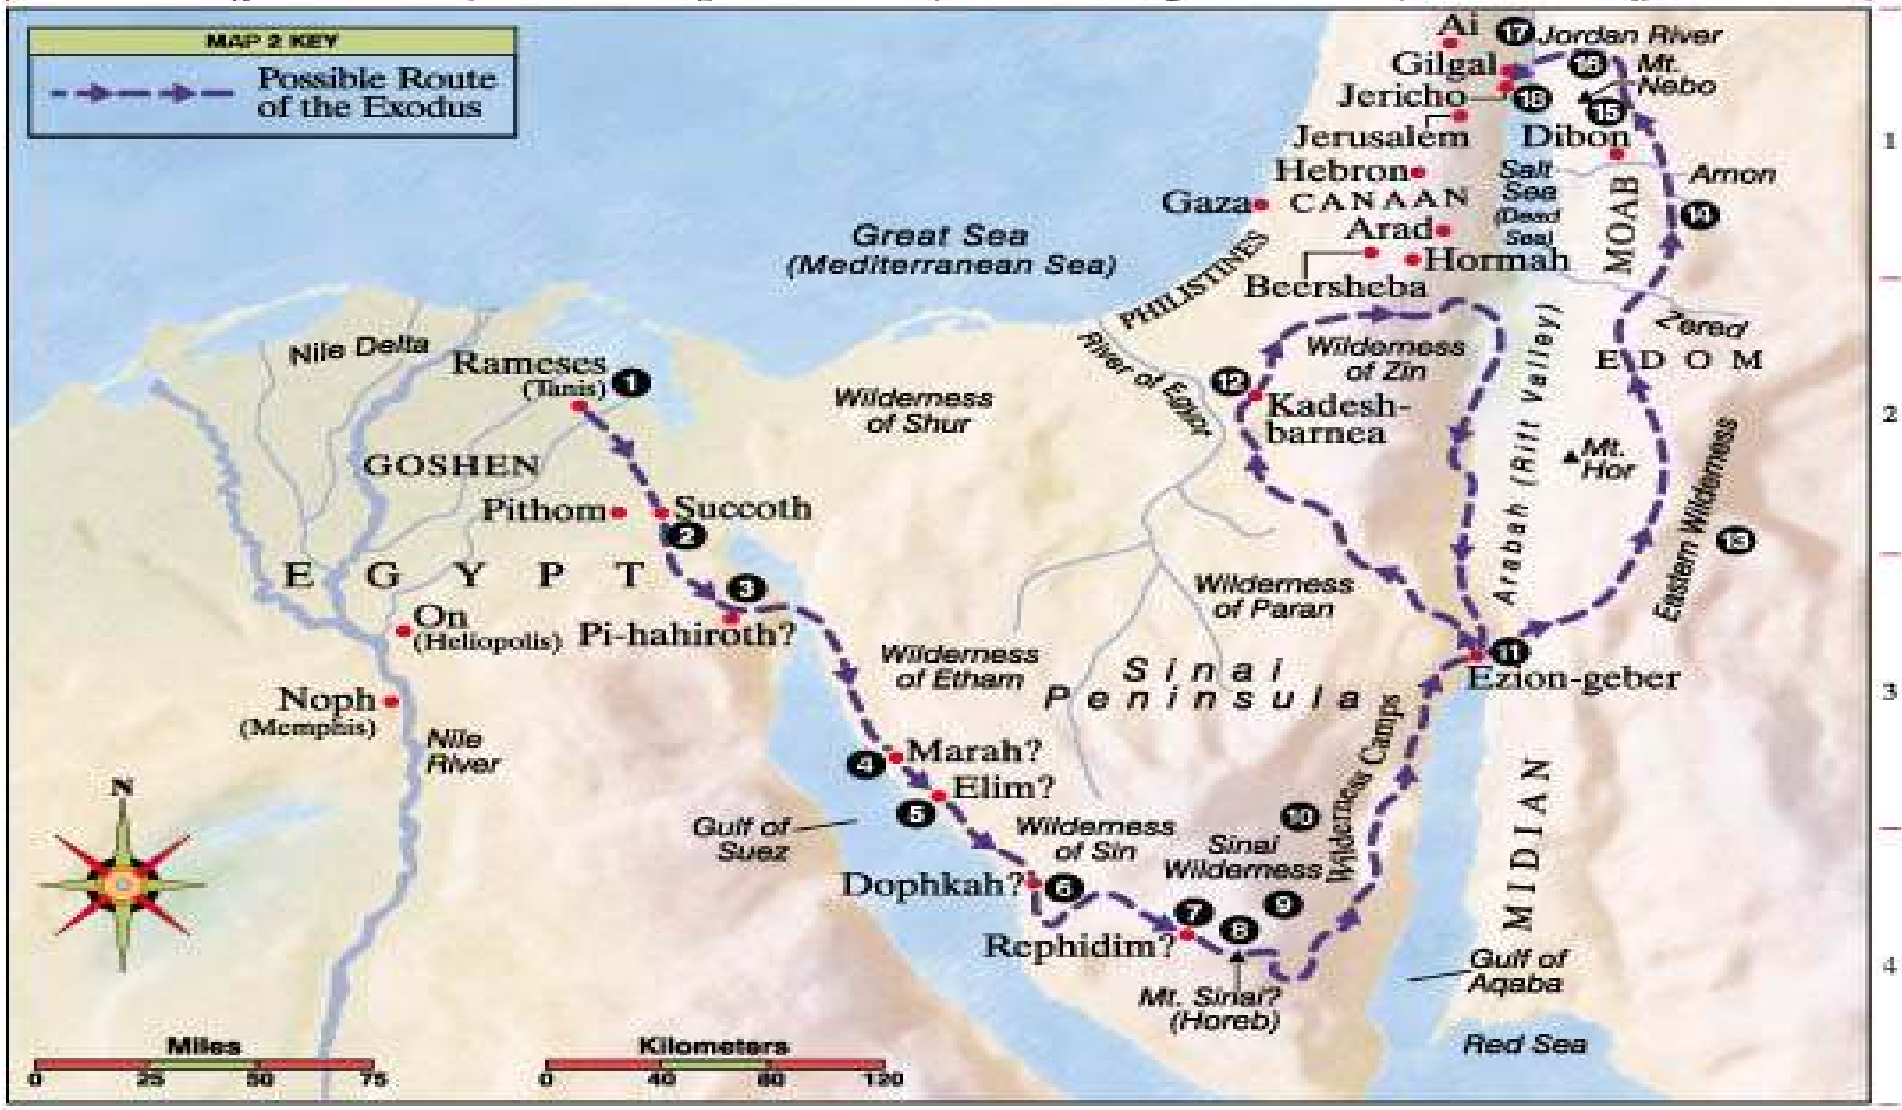 MAP 2 KEY
Possible Route
of the Exodus
Ai
17
Jordan River
Gilgal
16
Mt.
Nebo
Jericho
18
15
Jerusalem
Dibon
Hebron
Salt
Sea
(Dead
Sea)
Arnon
Gaza
CANAAN
MOAB
14
Arad
Great Sea
(Mediterranean Sea)
Hormah
PHILISTINES
Beersheba
Zered
Nile Delta
Rameses
(Tanis)
1
River of Egypt
Wilderness
of Zin
EDOM
12
Wilderness
of Shur
Kadesh-
barnea
Arabah (Rift Valley)
Mt.
Hor
GOSHEN
Eastern Wilderness
13
Pithom
Succoth
2
EGYPT
3
Wilderness
of Paran
On
(Heliopolis)
Pi-hahiroth?
Wilderness
of Etham
Sinai
Peninsula
11
Ezion-geber
Noph
(Memphis)
Nile
River
4
Marah?
Elim?
5
Wilderness Camps
MIDIAN
N
Gulf of
Suez
Wilderness
of Sin
10
Sinai
Wilderness
Dophkah?
6
7
8
9
Rephidim?
Mt. Sinai?
(Horeb)
Gulf of
Aqaba
Red Sea
Miles
0 25 50 75
Kilometers
0 40 80 120
1
2
3
4